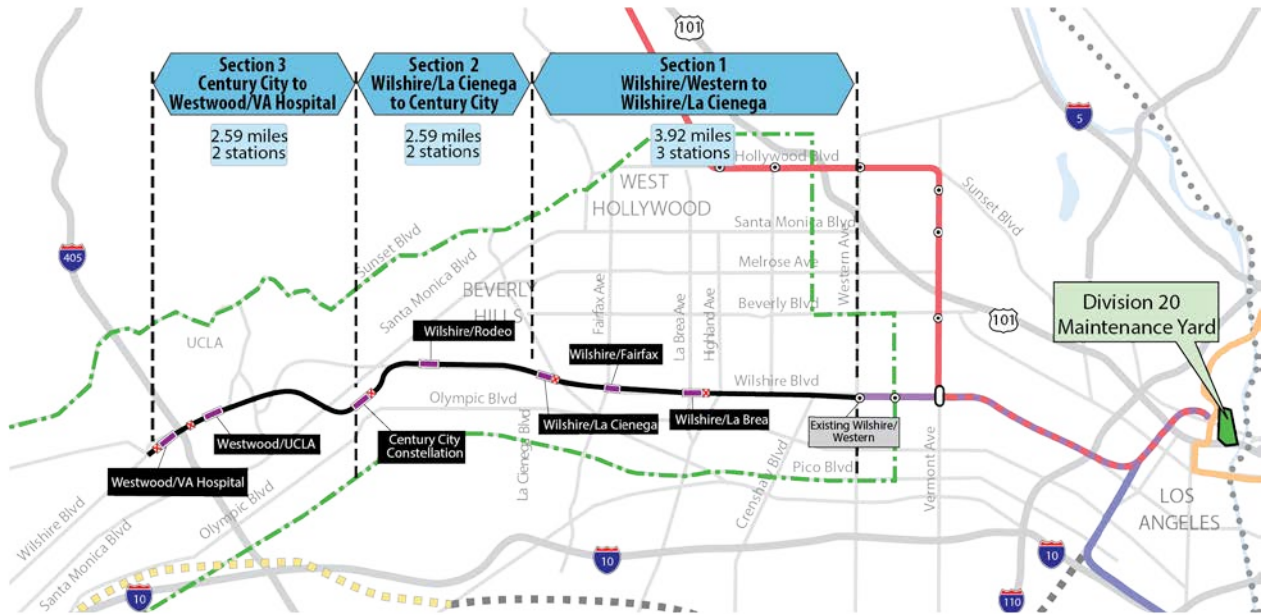 Section 3
Century City to
Westwood/VA Hospital
Section 2
Wilshire/La Cienega
to Century City
Section 1
Wilshire/Western to
Wilshire/La Cienega
2.59 miles
2 stations
2.59 miles
2 stations
3.92 miles
3 stations
101
5
Hollywood Blvd
WEST
HOLLYWOOD
Sunset Blvd
Santa Monica Blvd
405
Sunset Blvd
Santa Monica Blvd
Western Ave
Melrose Ave
BEVERLY
HILLS
Fairfax Ave
La Brea Ave
Highland Ave
Beverly Blvd
101
Division 20
Maintenance Yard
UCLA
Wilshire/Rodeo
Wilshire/Fairfax
Wilshire Blvd
Olympic Blvd
Westwood/UCLA
Century City
Constellation
Wilshire/La Cienega
Wilshire/La Brea
Existing Wilshire/
Western
Westwood/VA Hospital
La Cienega Blvd
Crenshaw Blvd
Pico Blvd
Vermont Ave
LOS
ANGELES
Wilshire Blvd
Santa Monica Blvd
Olympic Blvd
10
10
10
110